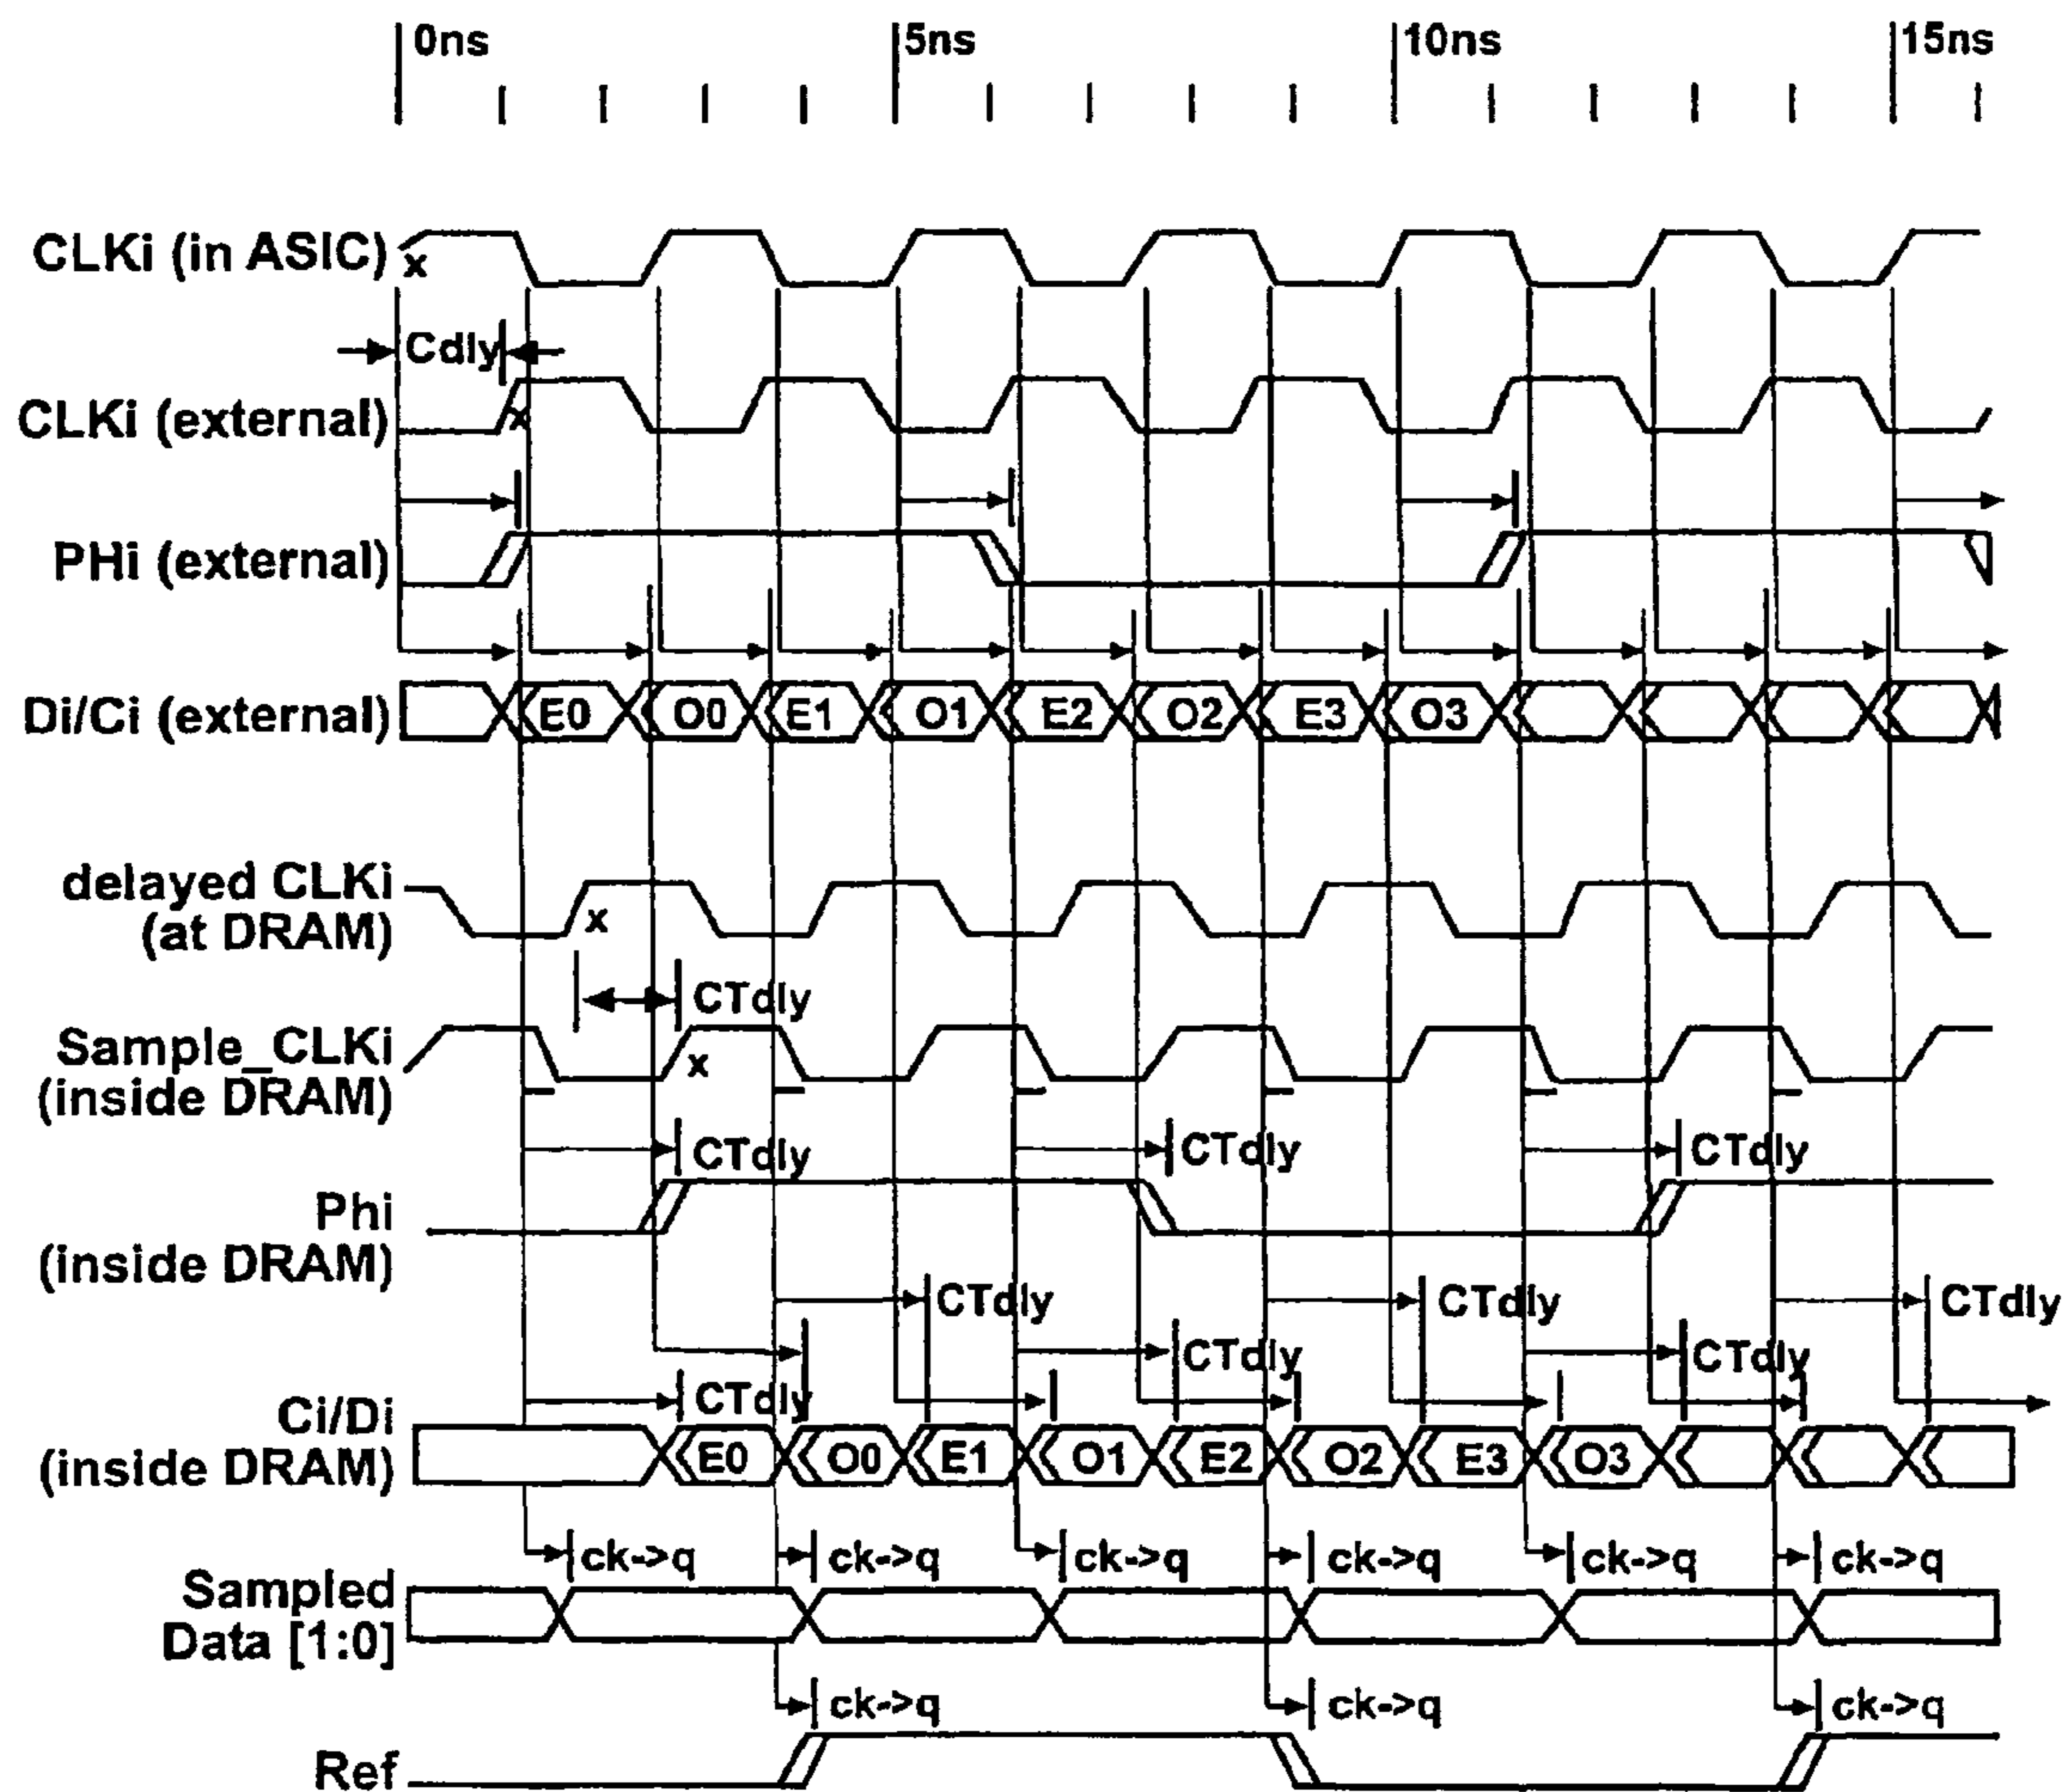 0ns 5ns 10ns 15ns
CLKi (in ASIC) x
Cdly
CLKi (external) x
PHi (external)
Di/Ci (external) E0 O0 E1 O1 E2 O2 E3 O3
delayed CLKi
(at DRAM) x
CTdly
Sample_CLKi
(inside DRAM) x
CTdly CTdly CTdly
Phi
(inside DRAM)
CTdly CTdly CTdly
CTdly CTdly
CTdly
Ci/Di
(inside DRAM) E0 O0 E1 O1 E2 O2 E3 O3
ck->q ck->q ck->q ck->q ck->q ck->q
Sampled
Data [1:0]
ck->q ck->q ck->q
Ref